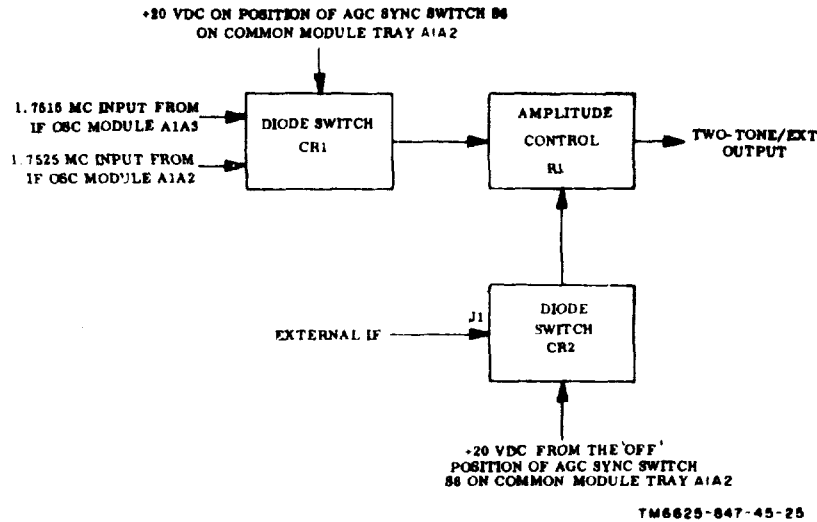 +20 VDC ON POSITION OF AGC SYNC SWITCH S6
ON COMMON MODULE TRAY A1A2
1.7515 MC INPUT FROM
IF OSC MODULE A1A3
1.7525 MC INPUT FROM
IF OSC MODULE A1A2
DIODE SWITCH
CR1
AMPLITUDE
CONTROL
R1
TWO-TONE/EXT
OUTPUT
EXTERNAL IF
J1
DIODE
SWITCH
CR2
+20 VDC FROM THE 'OFF'
POSITION OF AGC SYNC SWITCH
S6 ON COMMON MODULE TRAY A1A2
TM6625-847-45-25